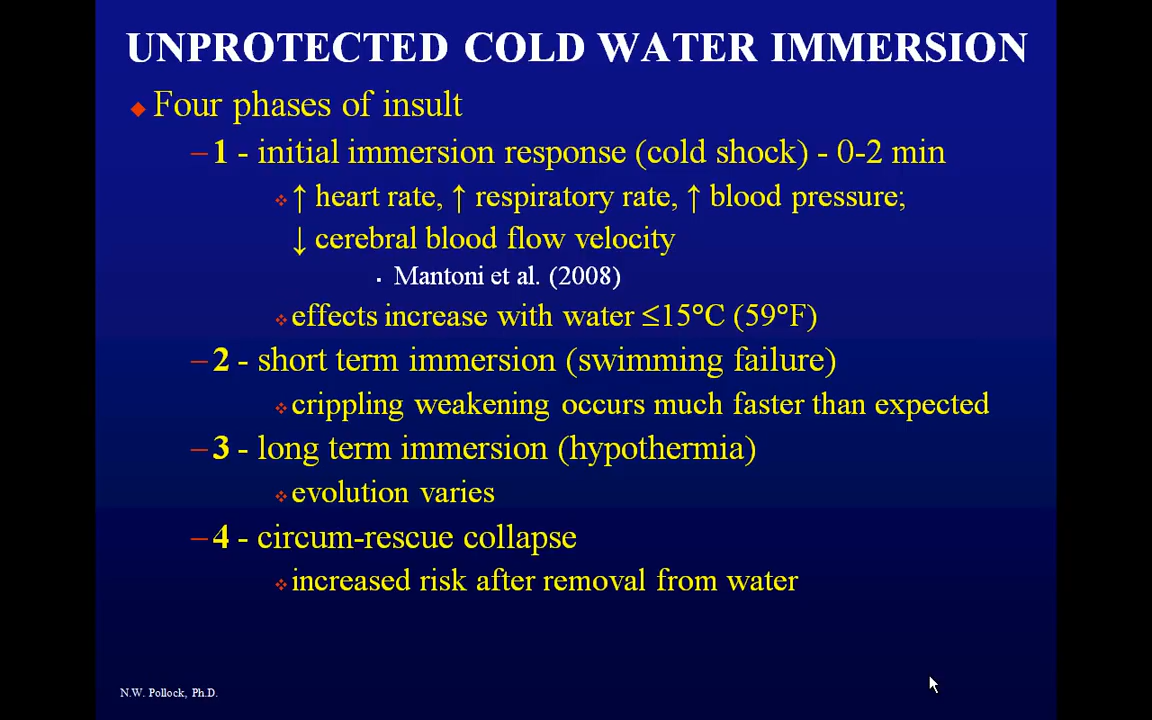 UNPROTECTED COLD WATER IMMERSION
Four phases of insult
–1 - initial immersion response (cold shock) - 0-2 min
↑ heart rate, ↑ respiratory rate, ↑ blood pressure;
↓ cerebral blood flow velocity
Mantoni et al. (2008)
effects increase with water ≤15°C (59°F)
–2 - short term immersion (swimming failure)
crippling weakening occurs much faster than expected
–3 - long term immersion (hypothermia)
evolution varies
–4 - circum-rescue collapse
increased risk after removal from water
N.W. Pollock, Ph.D.